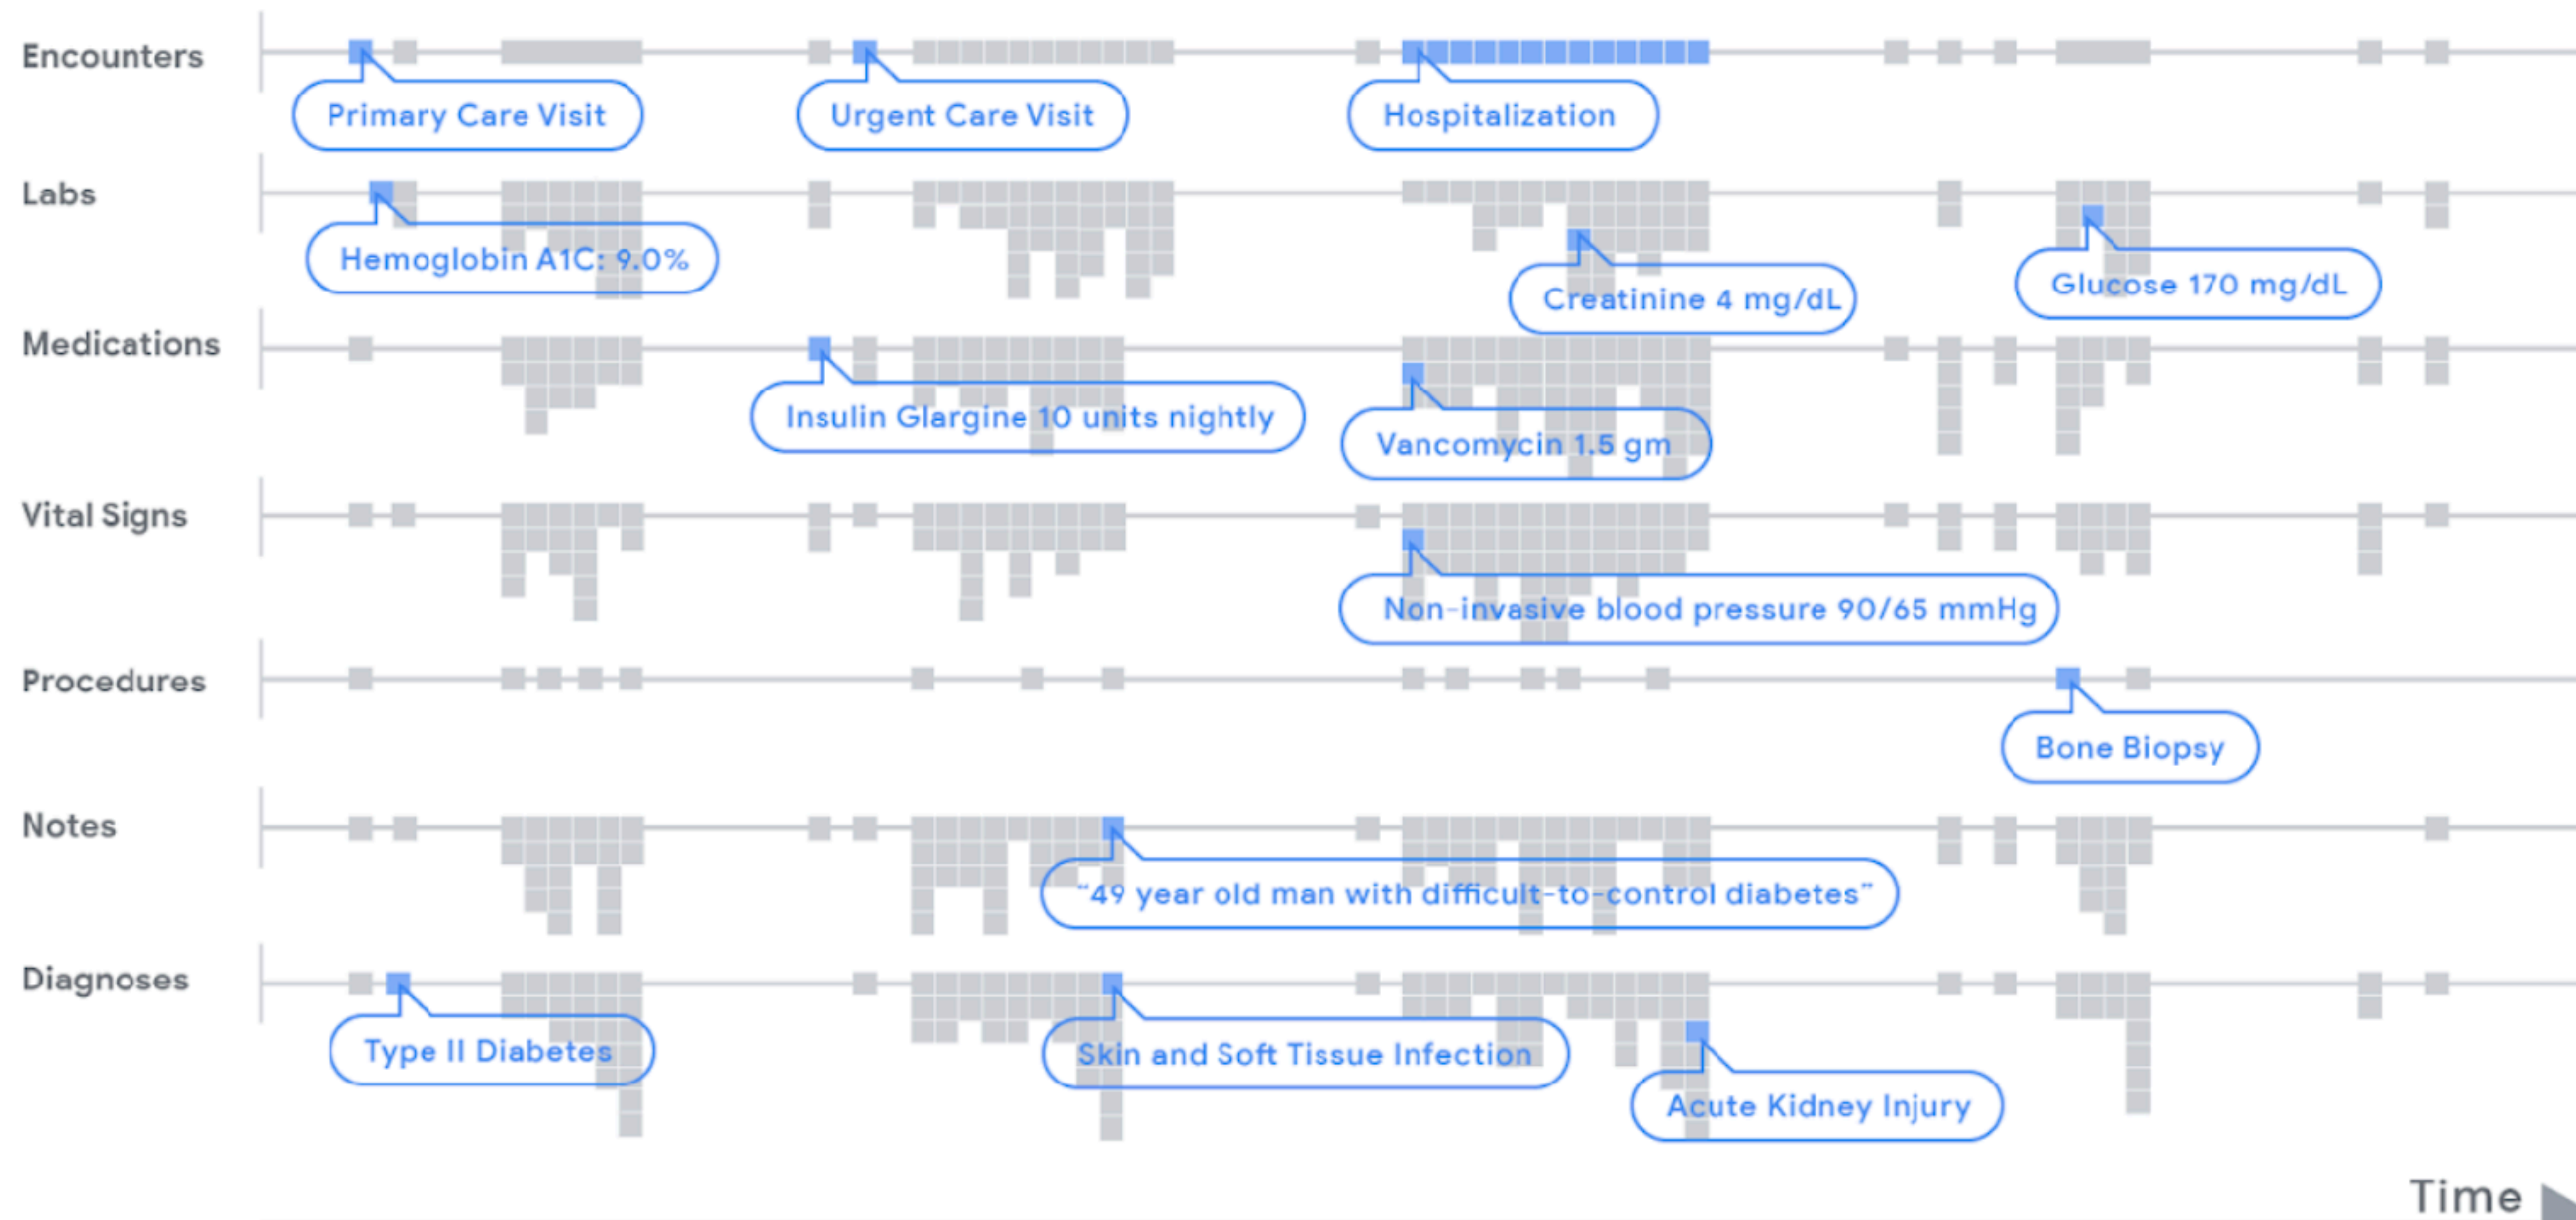 Encounters
Primary Care Visit
Urgent Care Visit
Hospitalization
Labs
Hemoglobin A1C: 9.0%
Creatinine 4 mg/dL
Glucose 170 mg/dL
Medications
Insulin Glargine 10 units nightly
Vancomycin 1.5 gm
Vital Signs
Non-invasive blood pressure 90/65 mmHg
Procedures
Bone Biopsy
Notes
“49 year old man with difficult-to-control diabetes”
Diagnoses
Type II Diabetes
Skin and Soft Tissue Infection
Acute Kidney Injury
Time